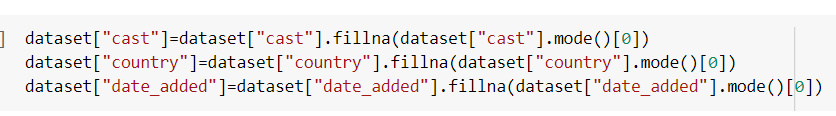 ] dataset["cast"]=dataset["cast"].fillna(dataset["cast"].mode()[0])
dataset["country"]=dataset["country"].fillna(dataset["country"].mode()[0])
dataset["date_added"]=dataset["date_added"].fillna(dataset["date_added"].mode()[0])